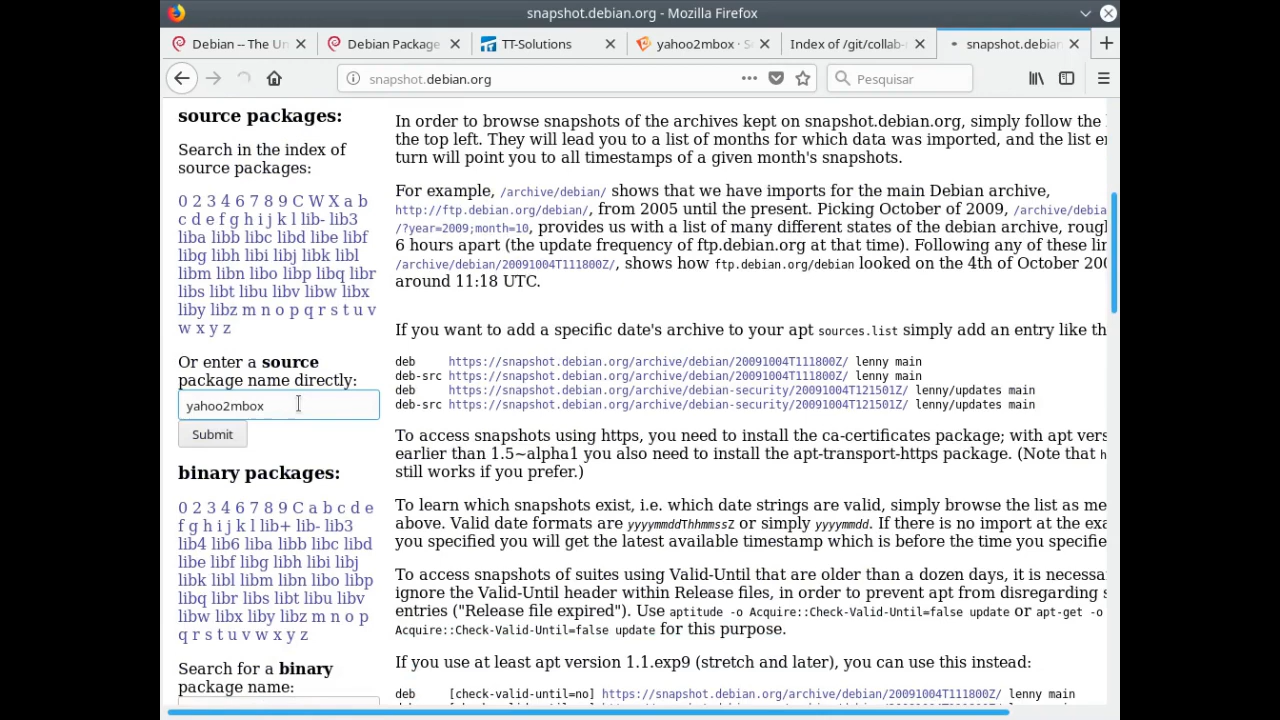 snapshot.debian.org - Mozilla Firefox
Debian -- The Un
Debian Package
TT-Solutions
yahoo2mbox · S
Index of /git/collab-
snapshot.debian
snapshot.debian.org
Pesquisar
source packages:
Search in the index of
source packages:
0 2 3 4 6 7 8 9 C W X a b
c d e f g h i j k l lib- lib3
liba libb libc libd libe libf
libg libh libi libj libk libl
libm libn libo libp libq libr
libs libt libu libv libw libx
liby libz m n o p q r s t u v
w x y z
Or enter a source
package name directly:
yahoo2mbox
Submit
binary packages:
0 2 3 4 6 7 8 9 C a b c d e
f g h i j k l lib+ lib- lib3
lib4 lib6 liba libb libc libd
libe libf libg libh libi libj
libk libl libm libn libo libp
libq libr libs libt libu libv
libw libx liby libz m n o p
q r s t u v w x y z
Search for a binary
package name:
In order to browse snapshots of the archives kept on snapshot.debian.org, simply follow the
the top left. They will lead you to a list of months for which data was imported, and the list e
turn will point you to all timestamps of a given month's snapshots.
For example, /archive/debian/ shows that we have imports for the main Debian archive,
http://ftp.debian.org/debian/, from 2005 until the present. Picking October of 2009, /archive/debia
/?year=2009;month=10, provides us with a list of many different states of the debian archive, roug
6 hours apart (the update frequency of ftp.debian.org at that time). Following any of these lin
/archive/debian/20091004T111800Z/, shows how ftp.debian.org/debian looked on the 4th of October 200
around 11:18 UTC.
If you want to add a specific date's archive to your apt sources.list simply add an entry like th
deb https://snapshot.debian.org/archive/debian/20091004T111800Z/ lenny main
deb-src https://snapshot.debian.org/archive/debian/20091004T111800Z/ lenny main
deb https://snapshot.debian.org/archive/debian-security/20091004T121501Z/ lenny/updates main
deb-src https://snapshot.debian.org/archive/debian-security/20091004T121501Z/ lenny/updates main
To access snapshots using https, you need to install the ca-certificates package; with apt vers
earlier than 1.5~alpha1 you also need to install the apt-transport-https package. (Note that h
still works if you prefer.)
To learn which snapshots exist, i.e. which date strings are valid, simply browse the list as me
above. Valid date formats are yyyymmddThhmmssZ or simply yyyymmdd. If there is no import at the exa
you specified you will get the latest available timestamp which is before the time you specifie
To access snapshots of suites using Valid-Until that are older than a dozen days, it is necessa
ignore the Valid-Until header within Release files, in order to prevent apt from disregarding s
entries ("Release file expired"). Use aptitude -o Acquire::Check-Valid-Until=false update or apt-get -o
Acquire::Check-Valid-Until=false update for this purpose.
If you use at least apt version 1.1.exp9 (stretch and later), you can use this instead:
deb [check-valid-until=no] https://snapshot.debian.org/archive/debian/20091004T111800Z/ lenny main